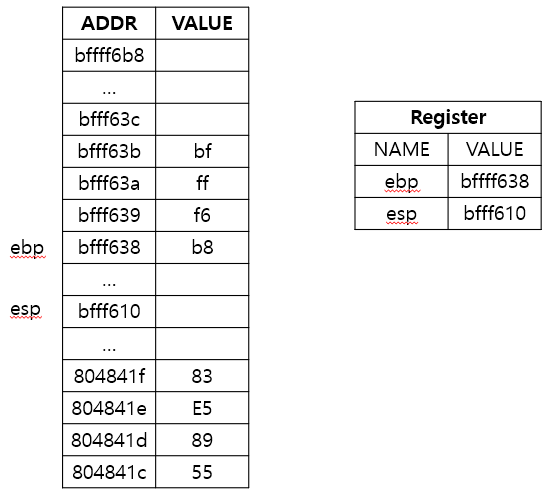 ADDR VALUE
bffff6b8
...
bfff63c
bfff63b bf
bfff63a ff
bfff639 f6
ebp bfff638 b8
...
esp bfff610
...
804841f 83
804841e E5
804841d 89
804841c 55
Register
NAME VALUE
ebp bffff638
esp bfff610